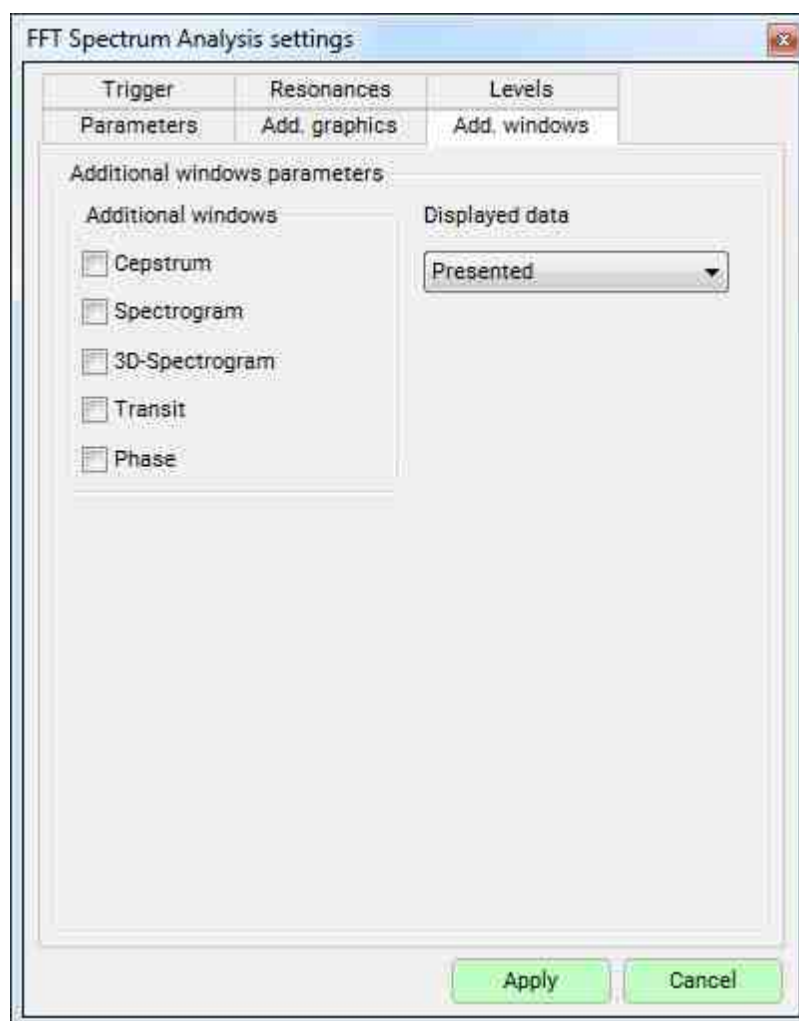 FFT Spectrum Analysis settings
Trigger Resonances Levels
Parameters Add. graphics Add. windows
Additional windows parameters
Additional windows Displayed data
Cepstrum Presented
Spectrogram
3D-Spectrogram
Transit
Phase
Apply Cancel